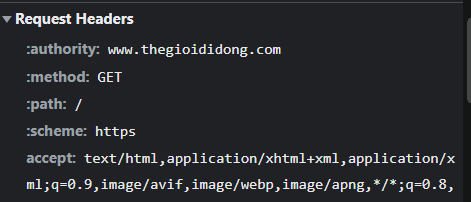 Request Headers
:authority: www.thegioididong.com
:method: GET
:path: /
:scheme: https
accept: text/html,application/xhtml+xml,application/x
ml;q=0.9,image/avif,image/webp,image/apng,*/*;q=0.8,